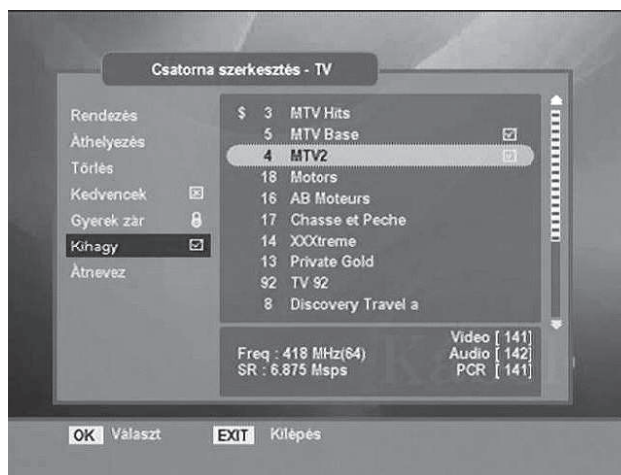 Csatorna szerkesztés - TV
Rendezés
Àthelyezés
Törlés
Kedvencek
Gyerek zàr
Kihagy
Àtnevez
$ 3 MTV Hits
5 MTV Base
4 MTV2
18 Motors
16 AB Moteurs
17 Chasse et Peche
14 XXXtreme
13 Private Gold
92 TV 92
8 Discovery Travel a
Freq : 418 MHz(64)
SR : 6.875 Msps
Video [ 141]
Audio [ 142]
PCR [ 141]
OK Vàlaszt
EXIT Kilépés